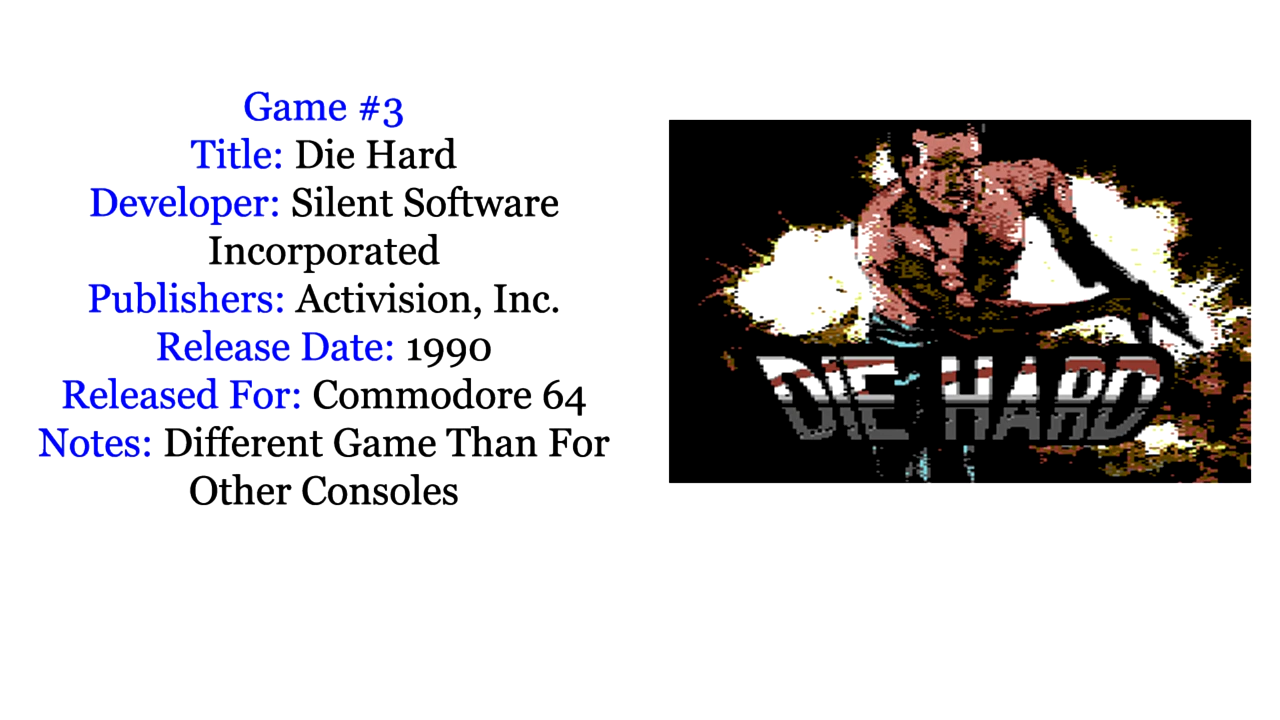 Game #3
Title: Die Hard
Developer: Silent Software
Incorporated
Publishers: Activision, Inc.
Release Date: 1990
Released For: Commodore 64
Notes: Different Game Than For
Other Consoles
DIE HARD